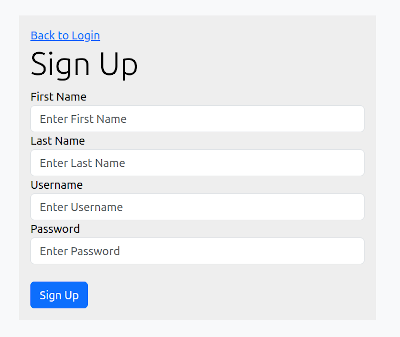 Back to Login
Sign Up
First Name
Enter First Name
Last Name
Enter Last Name
Username
Enter Username
Password
Enter Password
Sign Up